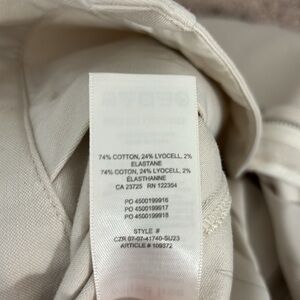 74% COTTON, 24% LYOCELL, 2%
ELASTANE
74% COTTON, 24% LYOCELL, 2%
ELASTHANNE
CA 23725 RN 122354
PO 4500199916
PO 4500199917
PO 4500199918
STYLE #
CZR 07-07-41740-SU23
ARTICLE # 109372